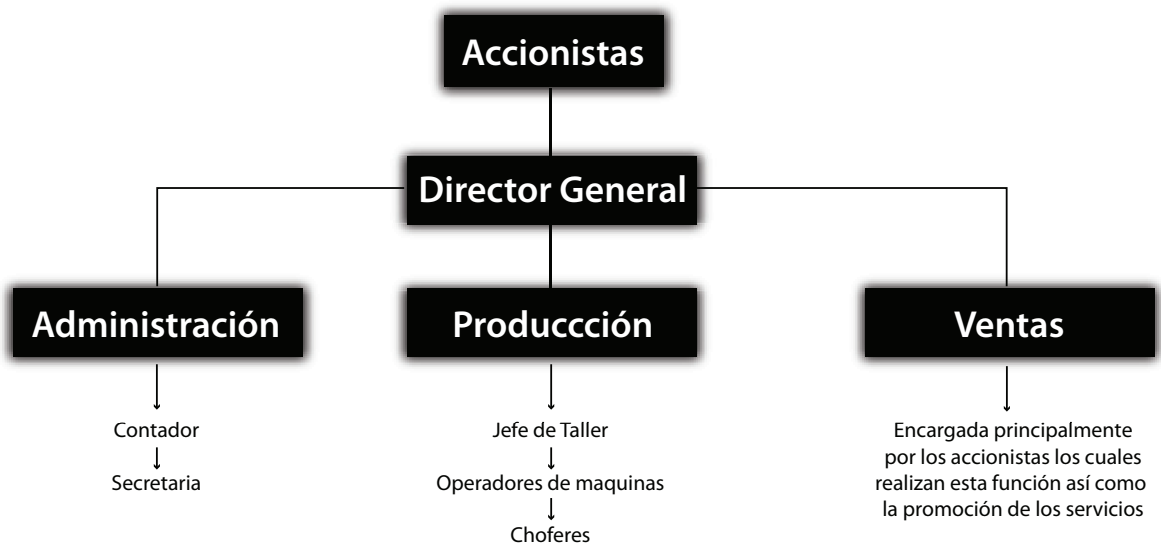 Accionistas
Director General
Administración
Produccción
Ventas
Contador
Secretaria
Jefe de Taller
Operadores de maquinas
Choferes
Encargada principalmente
por los accionistas los cuales
realizan esta función así como
la promoción de los servicios